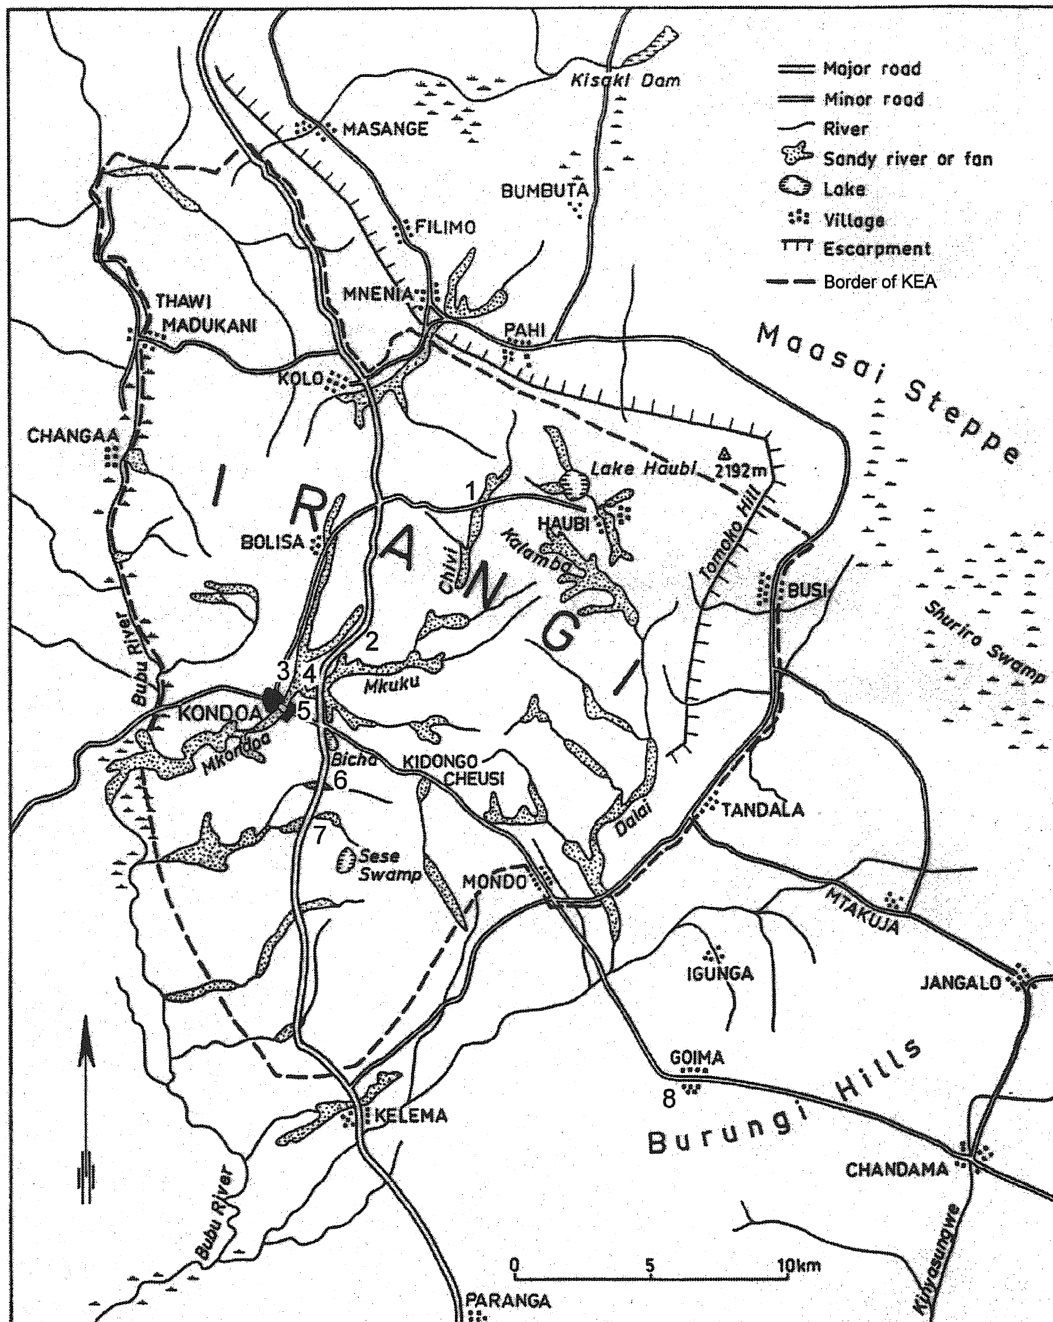 Kisaki Dam
Major road
Minor road
River
Sandy river or fan
Lake
Village
Escarpment
Border of KEA
MASANGE
BUMBUTA
FILIMO
MNENIA
THAWI
MADUKANI
PAHI
KOLO
Maasai Steppe
CHANGAA
Lake Haubi
2192m
1
HAUBI
IRANGI
BOLISA
Chivi
Kalamba
Tomoko Hill
BUSI
Shuriro Swamp
Bubu River
2
3
4
Mkuku
KONDOA
5
Mkondoa
Bicha
KIDONGO
CHEUSI
6
7
Sese
Swamp
Dalai
TANDALA
MONDO
MTAKUJA
IGUNGA
JANGALO
GOIMA
8
Burungi Hills
KELEMA
CHANDAMA
Bubu River
Kinyasungwe
0 5 10km
PARANGA